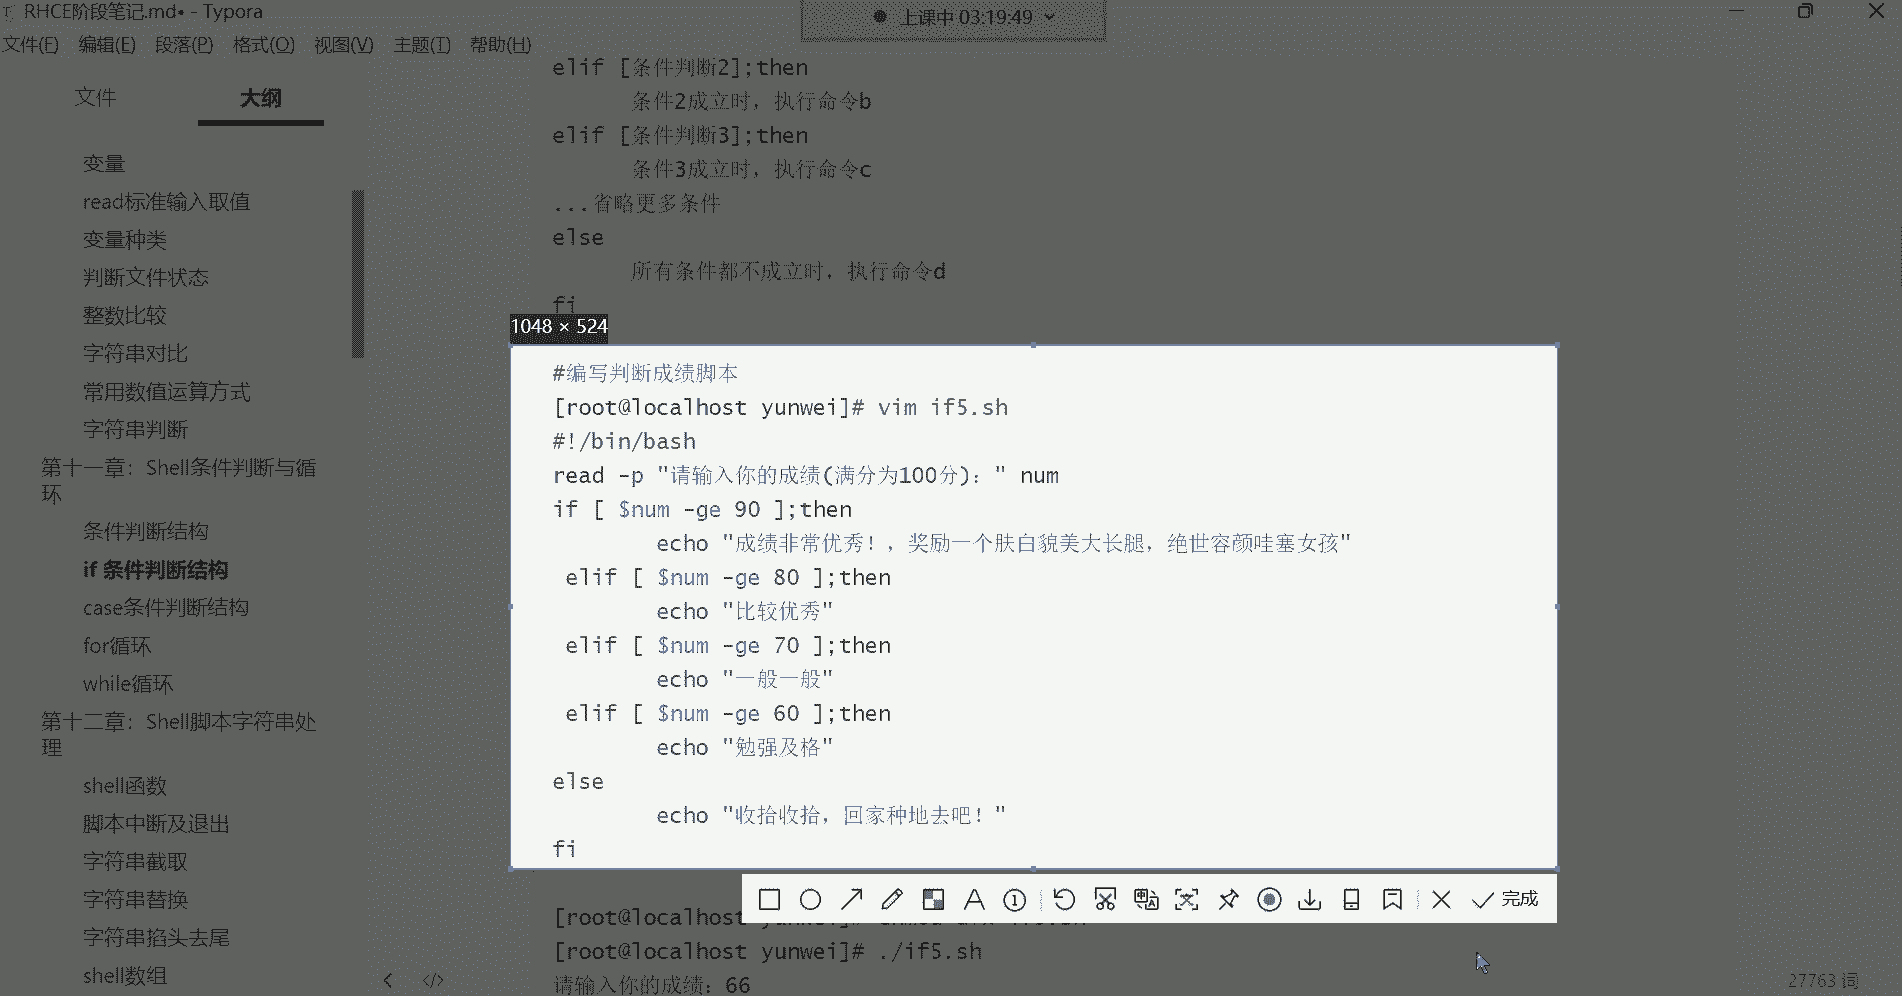 RHCE阶段笔记.md• - Typora
上课中 03:19:49
文件(F) 编辑(E) 段落(P) 格式(O) 视图(V) 主题(T) 帮助(H)
文件 大纲
变量
read标准输入取值
变量种类
判断文件状态
整数比较
字符串对比
常用数值运算方式
字符串判断
第十一章：Shell条件判断与循
环
条件判断结构
if 条件判断结构
case条件判断结构
for循环
while循环
第十二章：Shell脚本字符串处
理
shell函数
脚本中断及退出
字符串截取
字符串替换
字符串掐头去尾
shell数组
elif [条件判断2];then
条件2成立时，执行命令b
elif [条件判断3];then
条件3成立时，执行命令c
...省略更多条件
else
所有条件都不成立时，执行命令d
fi
1048 × 524
#编写判断成绩脚本
[root@localhost yunwei]# vim if5.sh
#!/bin/bash
read -p "请输入你的成绩(满分为100分)：" num
if [ $num -ge 90 ];then
echo "成绩非常优秀！，奖励一个肤白貌美大长腿，绝世容颜哇塞女孩"
elif [ $num -ge 80 ];then
echo "比较优秀"
elif [ $num -ge 70 ];then
echo "一般一般"
elif [ $num -ge 60 ];then
echo "勉强及格"
else
echo "收拾收拾，回家种地去吧！"
fi
完成
[root@localhost
[root@localhost yunwei]# ./if5.sh
请输入你的成绩：66
27763 词